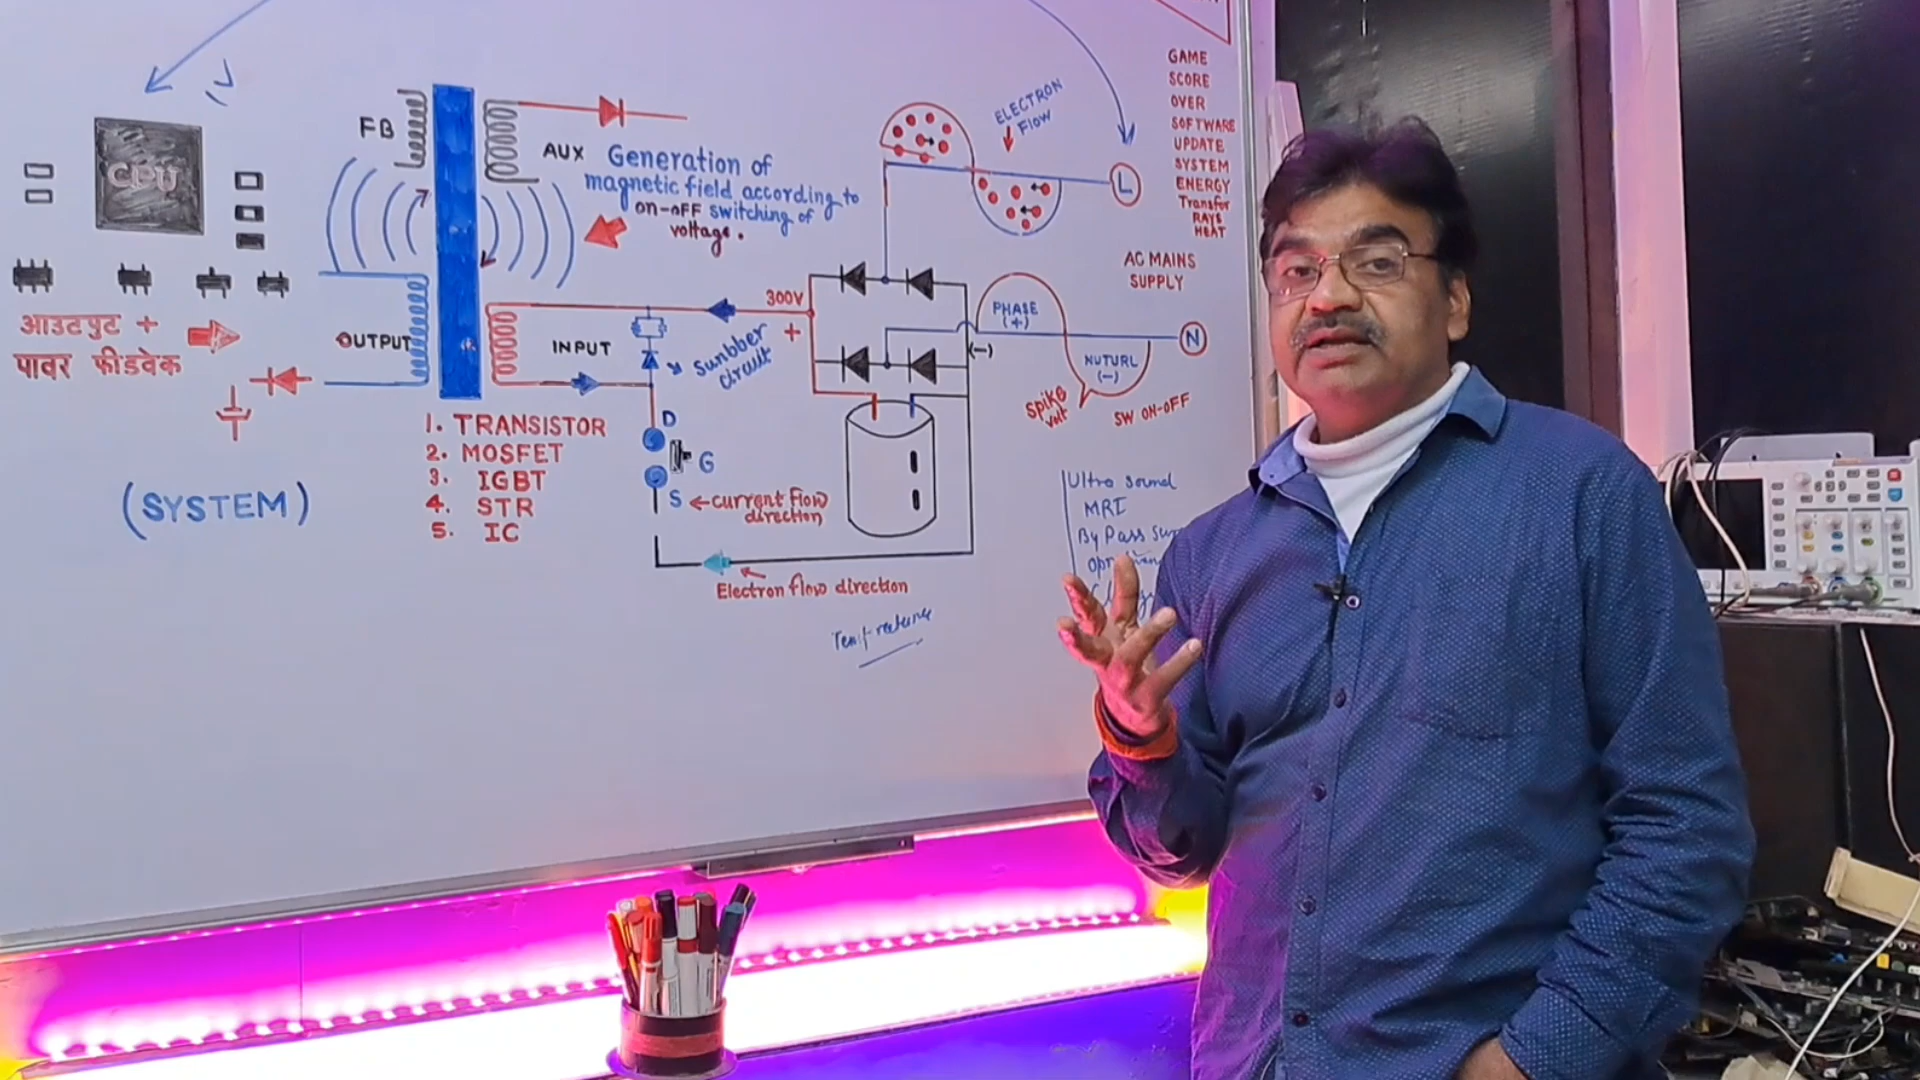 GAME
SCORE
OVER
SOFTWARE
UPDATE
SYSTEM
ENERGY
Transfor
RAYS
HEAT
ELECTRON
FLOW
L
FB
CPU
AUX
Generation of
magnetic field according to
on-OFF switching of
voltage.
AC MAINS
SUPPLY
300V
+
PHASE
(+)
N
(-)
NUTURL
(-)
Spike
volt
SW ON-OFF
आउटपुट +
पावर फीडवेक
OUTPUT
INPUT
Sunbber
circuit
1. TRANSISTOR
2. MOSFET
3. IGBT
4. STR
5. IC
D
G
S
current flow
direction
(SYSTEM)
Ultra sound
MRI
By Pass
Electron flow direction